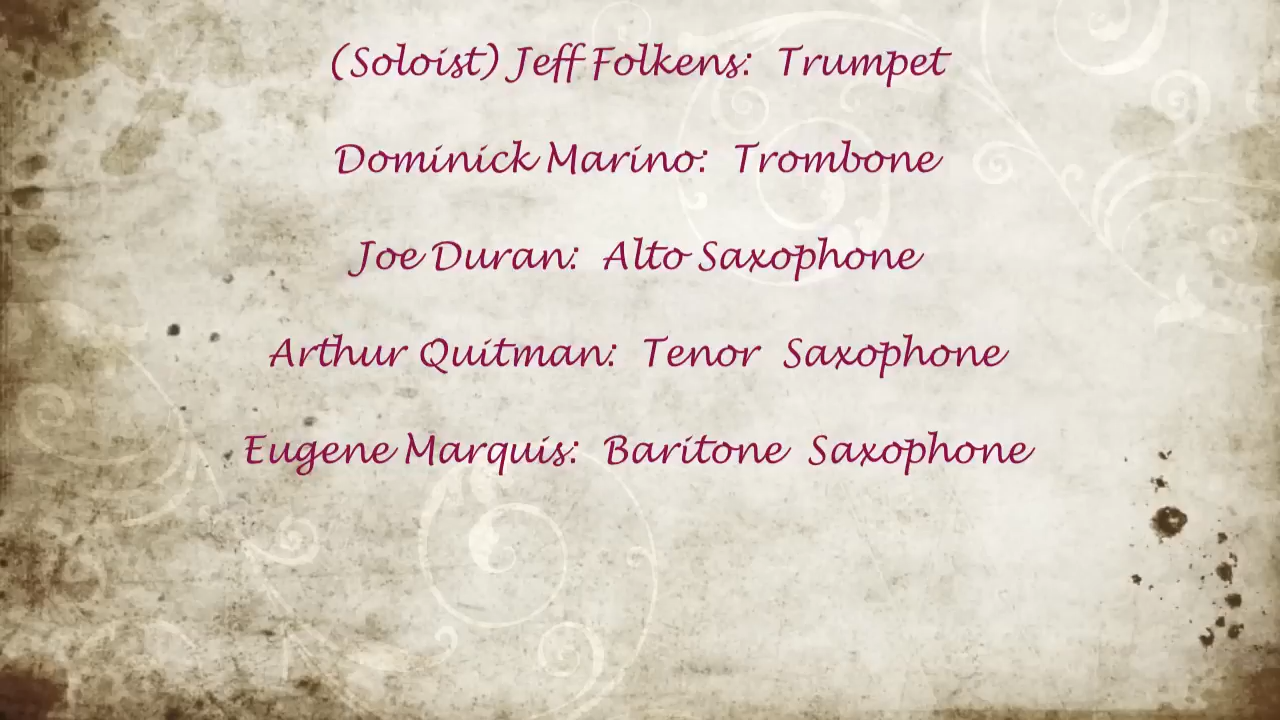 (Soloist) Jeff Folkens: Trumpet
Dominick Marino: Trombone
Joe Duran: Alto Saxophone
Arthur Quitman: Tenor Saxophone
Eugene Marquis: Baritone Saxophone